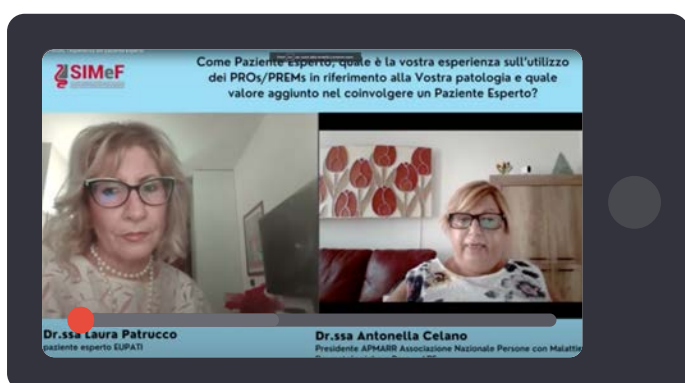 SIMeF
Come Paziente Esperto, quale è la vostra esperienza sull'utilizzo
dei PROs/PREMs in riferimento alla Vostra patologia e quale
valore aggiunto nel coinvolgere un Paziente Esperto?
Dr.ssa Laura Patrucco
paziente esperto EUPATI
Dr.ssa Antonella Celano
Presidente APMARR Associazione Nazionale Persone con Malattie